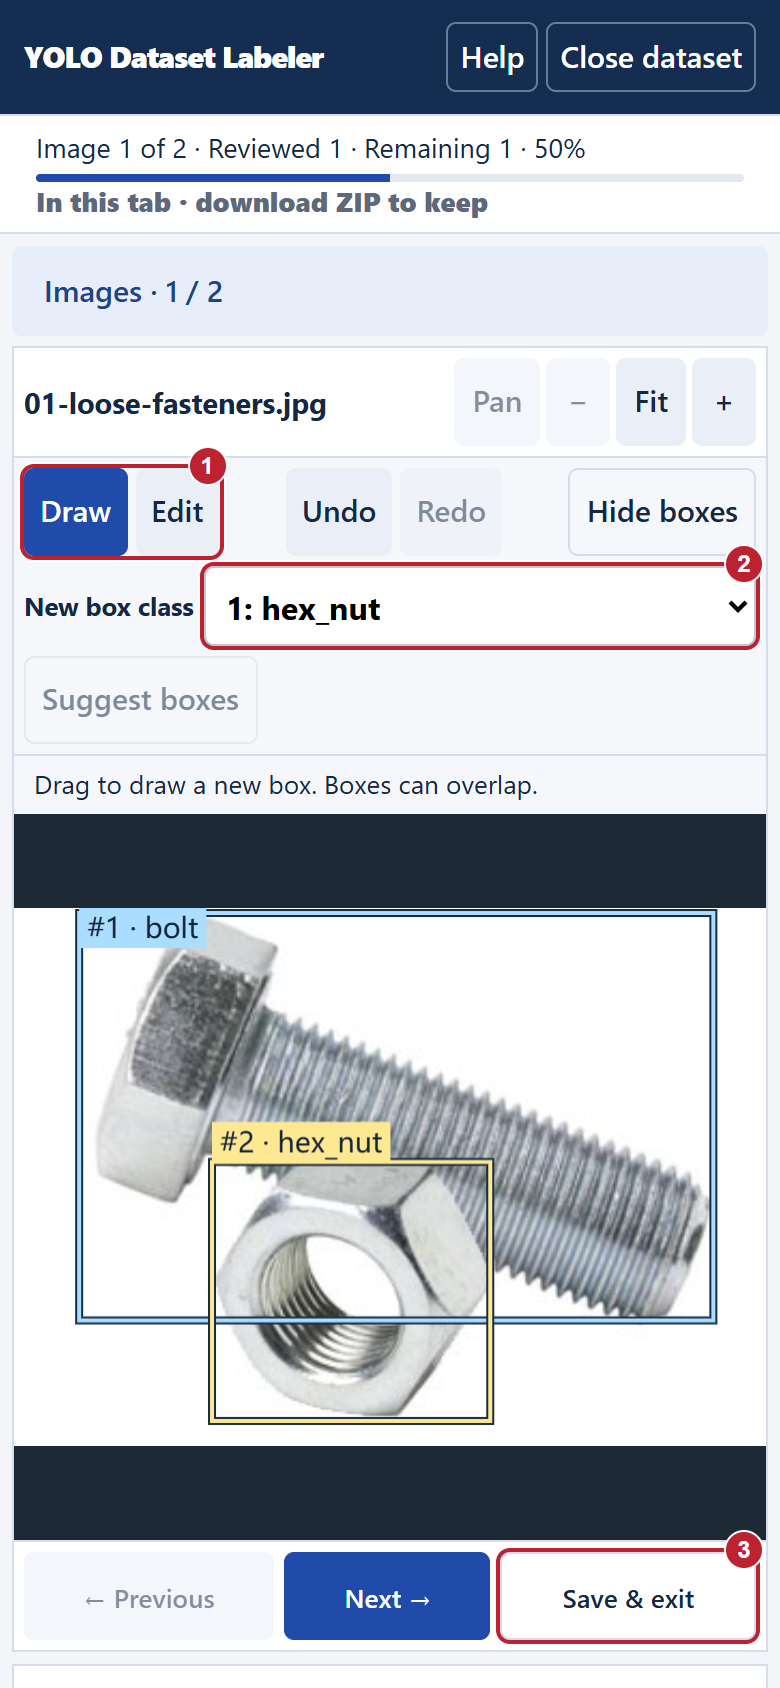 YOLO Dataset Labeler Help Close dataset
Image 1 of 2 · Reviewed 1 · Remaining 1 · 50%
In this tab · download ZIP to keep
Images · 1 / 2
01-loose-fasteners.jpg Pan − Fit +
1
Draw Edit Undo Redo Hide boxes
2
New box class 1: hex_nut
Suggest boxes
Drag to draw a new box. Boxes can overlap.
#1 · bolt
#2 · hex_nut
3
← Previous Next → Save & exit